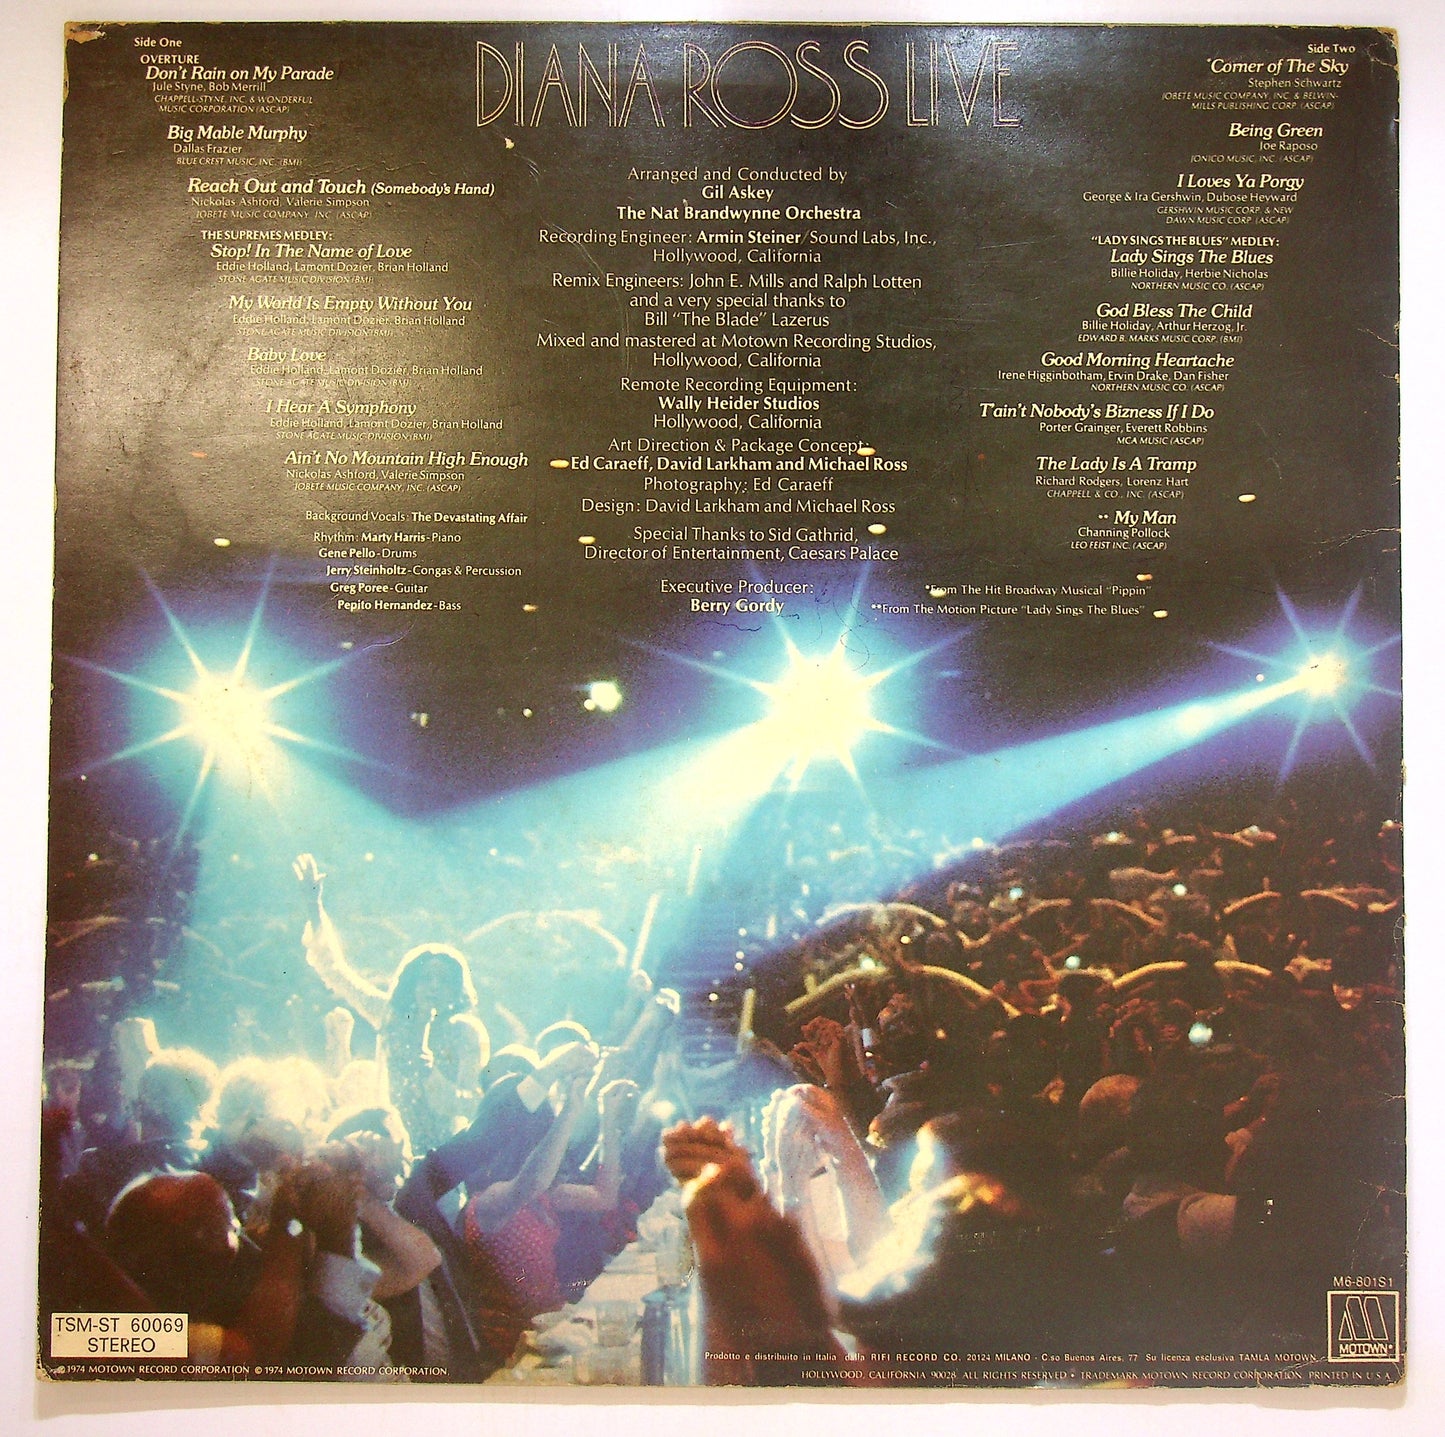 DIANA ROSS LIVE
Side One
OVERTURE
Don't Rain on My Parade
Jule Styne, Bob Merrill
CHAPPELL-STYNE, INC. & WONDERFUL
MUSIC CORPORATION (ASCAP)
Big Mable Murphy
Dallas Frazier
BLUE CREST MUSIC, INC. (BMI)
Reach Out and Touch (Somebody's Hand)
Nickolas Ashford, Valerie Simpson
JOBETE MUSIC COMPANY, INC. (ASCAP)
THE SUPREMES MEDLEY:
Stop! In The Name of Love
Eddie Holland, Lamont Dozier, Brian Holland
STONE AGATE MUSIC DIVISION (BMI)
My World Is Empty Without You
Eddie Holland, Lamont Dozier, Brian Holland
STONE AGATE MUSIC DIVISION (BMI)
Baby Love
Eddie Holland, Lamont Dozier, Brian Holland
STONE AGATE MUSIC DIVISION (BMI)
I Hear A Symphony
Eddie Holland, Lamont Dozier, Brian Holland
STONE AGATE MUSIC DIVISION (BMI)
Ain't No Mountain High Enough
Nickolas Ashford, Valerie Simpson
JOBETE MUSIC COMPANY, INC. (ASCAP)
Background Vocals: The Devastating Affair
Rhythm: Marty Harris-Piano
Gene Pello-Drums
Jerry Steinholtz-Congas & Percussion
Greg Poree-Guitar
Pepito Hernandez-Bass
Arranged and Conducted by
Gil Askey
The Nat Brandwynne Orchestra
Recording Engineer: Armin Steiner/Sound Labs, Inc.,
Hollywood, California
Remix Engineers: John E. Mills and Ralph Lotten
and a very special thanks to
Bill "The Blade" Lazerus
Mixed and mastered at Motown Recording Studios,
Hollywood, California
Remote Recording Equipment:
Wally Heider Studios
Hollywood, California
Art Direction & Package Concept:
Ed Caraeff, David Larkham and Michael Ross
Photography: Ed Caraeff
Design: David Larkham and Michael Ross
Special Thanks to Sid Gathrid,
Director of Entertainment, Caesars Palace
Executive Producer:
Berry Gordy
Side Two
*Corner of The Sky
Stephen Schwartz
JOBETE MUSIC COMPANY, INC. & BELWIN-
MILLS PUBLISHING CORP. (ASCAP)
Being Green
Joe Raposo
JONICO MUSIC, INC. (ASCAP)
I Loves Ya Porgy
George & Ira Gershwin, Dubose Heyward
GERSHWIN MUSIC CORP. & NEW
DAWN MUSIC CORP. (ASCAP)
"LADY SINGS THE BLUES" MEDLEY:
Lady Sings The Blues
Billie Holiday, Herbie Nicholas
NORTHERN MUSIC CO. (ASCAP)
God Bless The Child
Billie Holiday, Arthur Herzog, Jr.
EDWARD B. MARKS MUSIC CORP. (BMI)
Good Morning Heartache
Irene Higginbotham, Ervin Drake, Dan Fisher
NORTHERN MUSIC CO. (ASCAP)
T'ain't Nobody's Bizness If I Do
Porter Grainger, Everett Robbins
MCA MUSIC (ASCAP)
The Lady Is A Tramp
Richard Rodgers, Lorenz Hart
CHAPPELL & CO., INC. (ASCAP)
**My Man
Channing Pollock
LEO FEIST INC. (ASCAP)
*From The Hit Broadway Musical "Pippin"
**From The Motion Picture "Lady Sings The Blues"
M6-801S1
MOTOWN®
TSM-ST 60069
STEREO
℗1974 MOTOWN RECORD CORPORATION ©1974 MOTOWN RECORD CORPORATION.
Prodotto e distribuito in Italia dalla RIFI RECORD CO. 20124 MILANO - C.so Buenos Aires, 77 Su licenza esclusiva TAMLA MOTOWN.
HOLLYWOOD, CALIFORNIA 90028 ALL RIGHTS RESERVED • TRADEMARK MOTOWN RECORD CORPORATION PRINTED IN U.S.A.